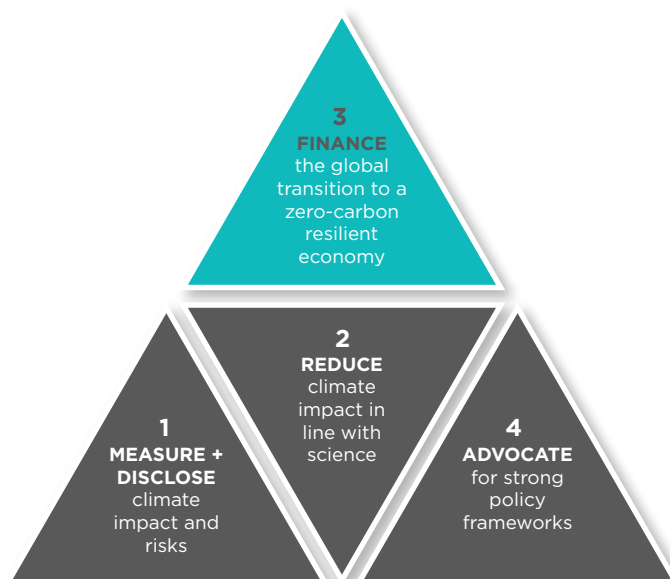 3
FINANCE
the global
transition to a
zero-carbon
resilient
economy
2
REDUCE
climate
impact in
line with
science
1
MEASURE +
DISCLOSE
climate
impact and
risks
4
ADVOCATE
for strong
policy
frameworks